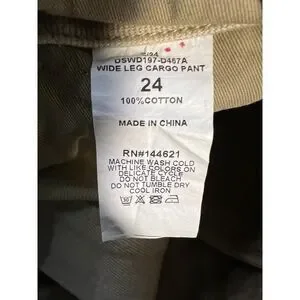 DSWD197-D467A
WIDE LEG CARGO PANT
24
100%COTTON
MADE IN CHINA
RN#144621
MACHINE WASH COLD
WITH LIKE COLORS ON
DELICATE CYCLE
DO NOT BLEACH
DO NOT TUMBLE DRY
COOL IRON